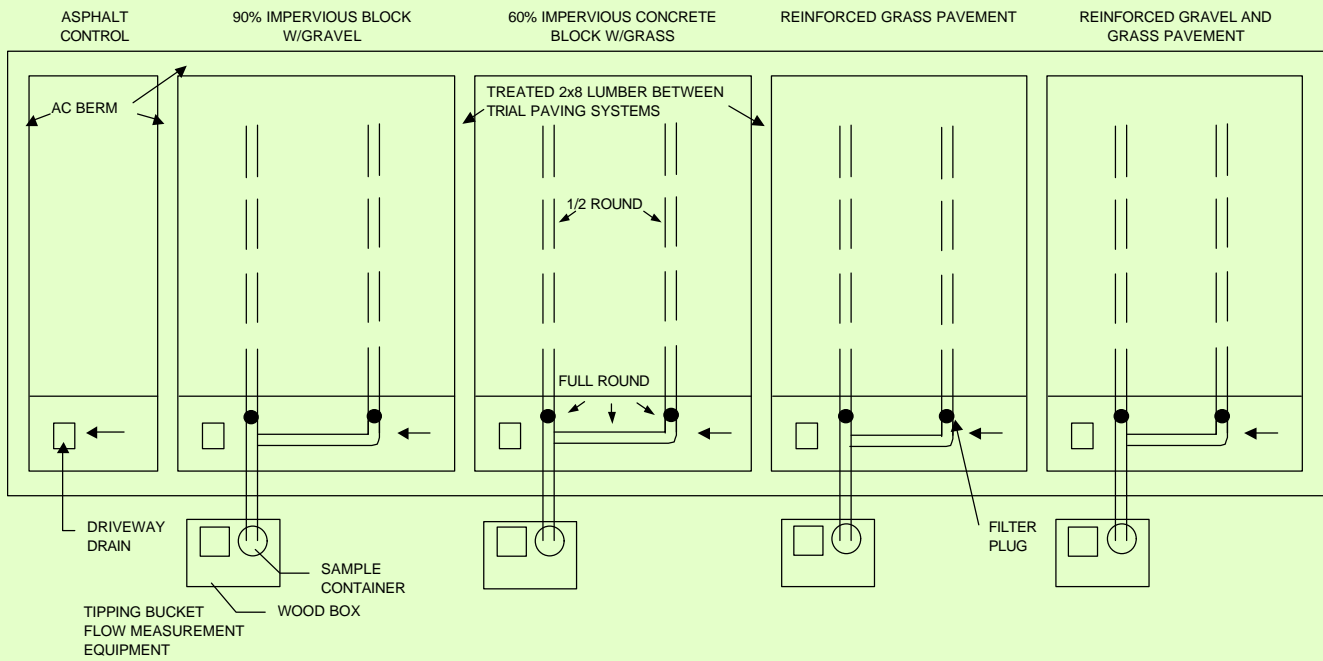 ASPHALT
CONTROL
90% IMPERVIOUS BLOCK
W/GRAVEL
60% IMPERVIOUS CONCRETE
BLOCK W/GRASS
REINFORCED GRASS PAVEMENT
REINFORCED GRAVEL AND
GRASS PAVEMENT
AC BERM
TREATED 2x8 LUMBER BETWEEN
TRIAL PAVING SYSTEMS
1/2 ROUND
FULL ROUND
DRIVEWAY
DRAIN
SAMPLE
CONTAINER
WOOD BOX
TIPPING BUCKET
FLOW MEASUREMENT
EQUIPMENT
FILTER
PLUG